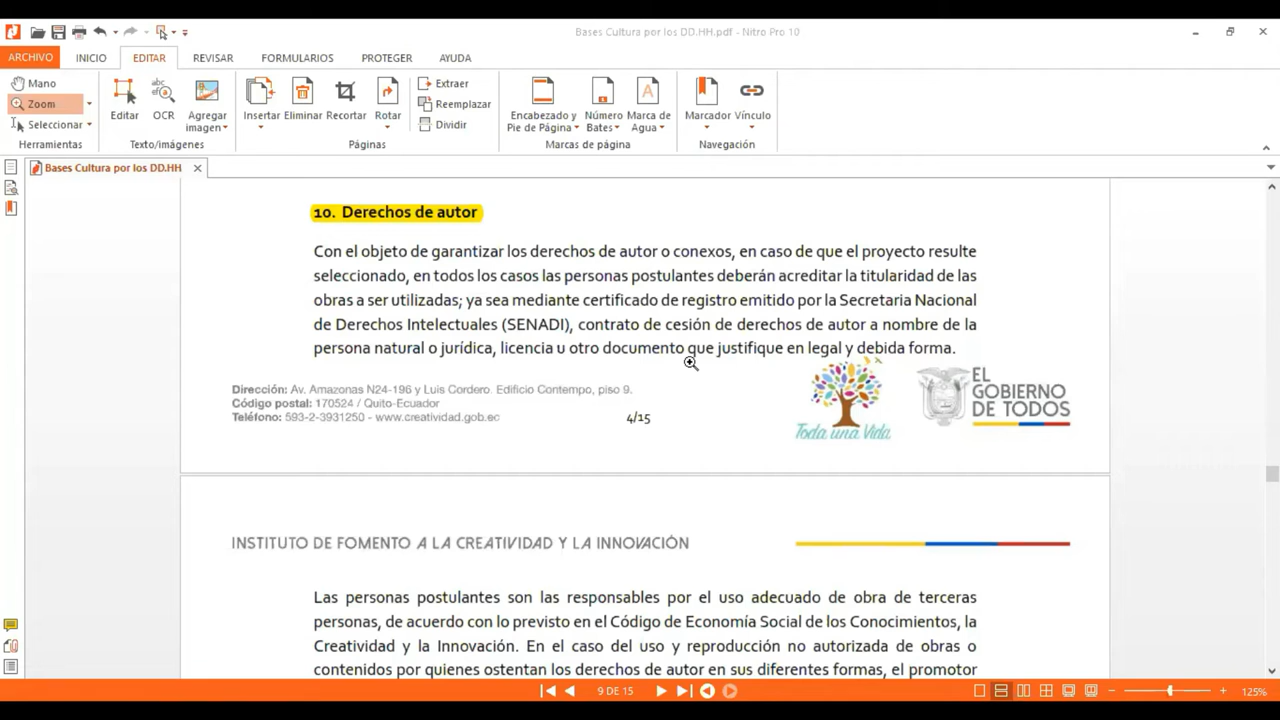 Bases Cultura por los DD.HH.pdf - Nitro Pro 10
ARCHIVO INICIO EDITAR REVISAR FORMULARIOS PROTEGER AYUDA
Mano
Zoom
Seleccionar
Herramientas
Editar
OCR
Agregar
imagen
Texto/imágenes
Insertar
Eliminar
Recortar
Rotar
Extraer
Reemplazar
Dividir
Páginas
Encabezado y
Pie de Página
Número
Bates
Marca de
Agua
Marcas de página
Marcador
Vínculo
Navegación
Bases Cultura por los DD.HH
10. Derechos de autor
Con el objeto de garantizar los derechos de autor o conexos, en caso de que el proyecto resulte
seleccionado, en todos los casos las personas postulantes deberán acreditar la titularidad de las
obras a ser utilizadas; ya sea mediante certificado de registro emitido por la Secretaria Nacional
de Derechos Intelectuales (SENADI), contrato de cesión de derechos de autor a nombre de la
persona natural o jurídica, licencia u otro documento que justifique en legal y debida forma.
Dirección: Av. Amazonas N24-196 y Luis Cordero. Edificio Contempo, piso 9.
Código postal: 170524 / Quito-Ecuador
Teléfono: 593-2-3931250 - www.creatividad.gob.ec
4/15
Toda una Vida
EL
GOBIERNO
DE TODOS
INSTITUTO DE FOMENTO A LA CREATIVIDAD Y LA INNOVACIÓN
Las personas postulantes son las responsables por el uso adecuado de obra de terceras
personas, de acuerdo con lo previsto en el Código de Economía Social de los Conocimientos, la
Creatividad y la Innovación. En el caso del uso y reproducción no autorizada de obras o
contenidos por quienes ostentan los derechos de autor en sus diferentes formas, el promotor
9 DE 15
125%